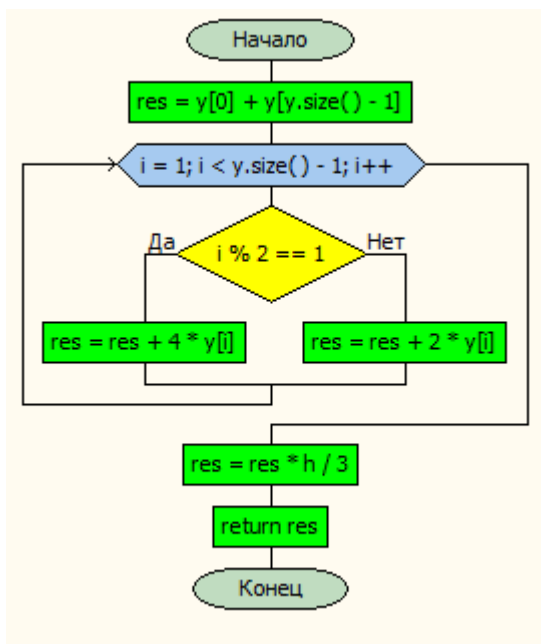 Начало
res = y[0] + y[y.size() - 1]
i = 1; i < y.size() - 1; i++
Да
i % 2 == 1
Нет
res = res + 4 * y[i]
res = res + 2 * y[i]
res = res * h / 3
return res
Конец